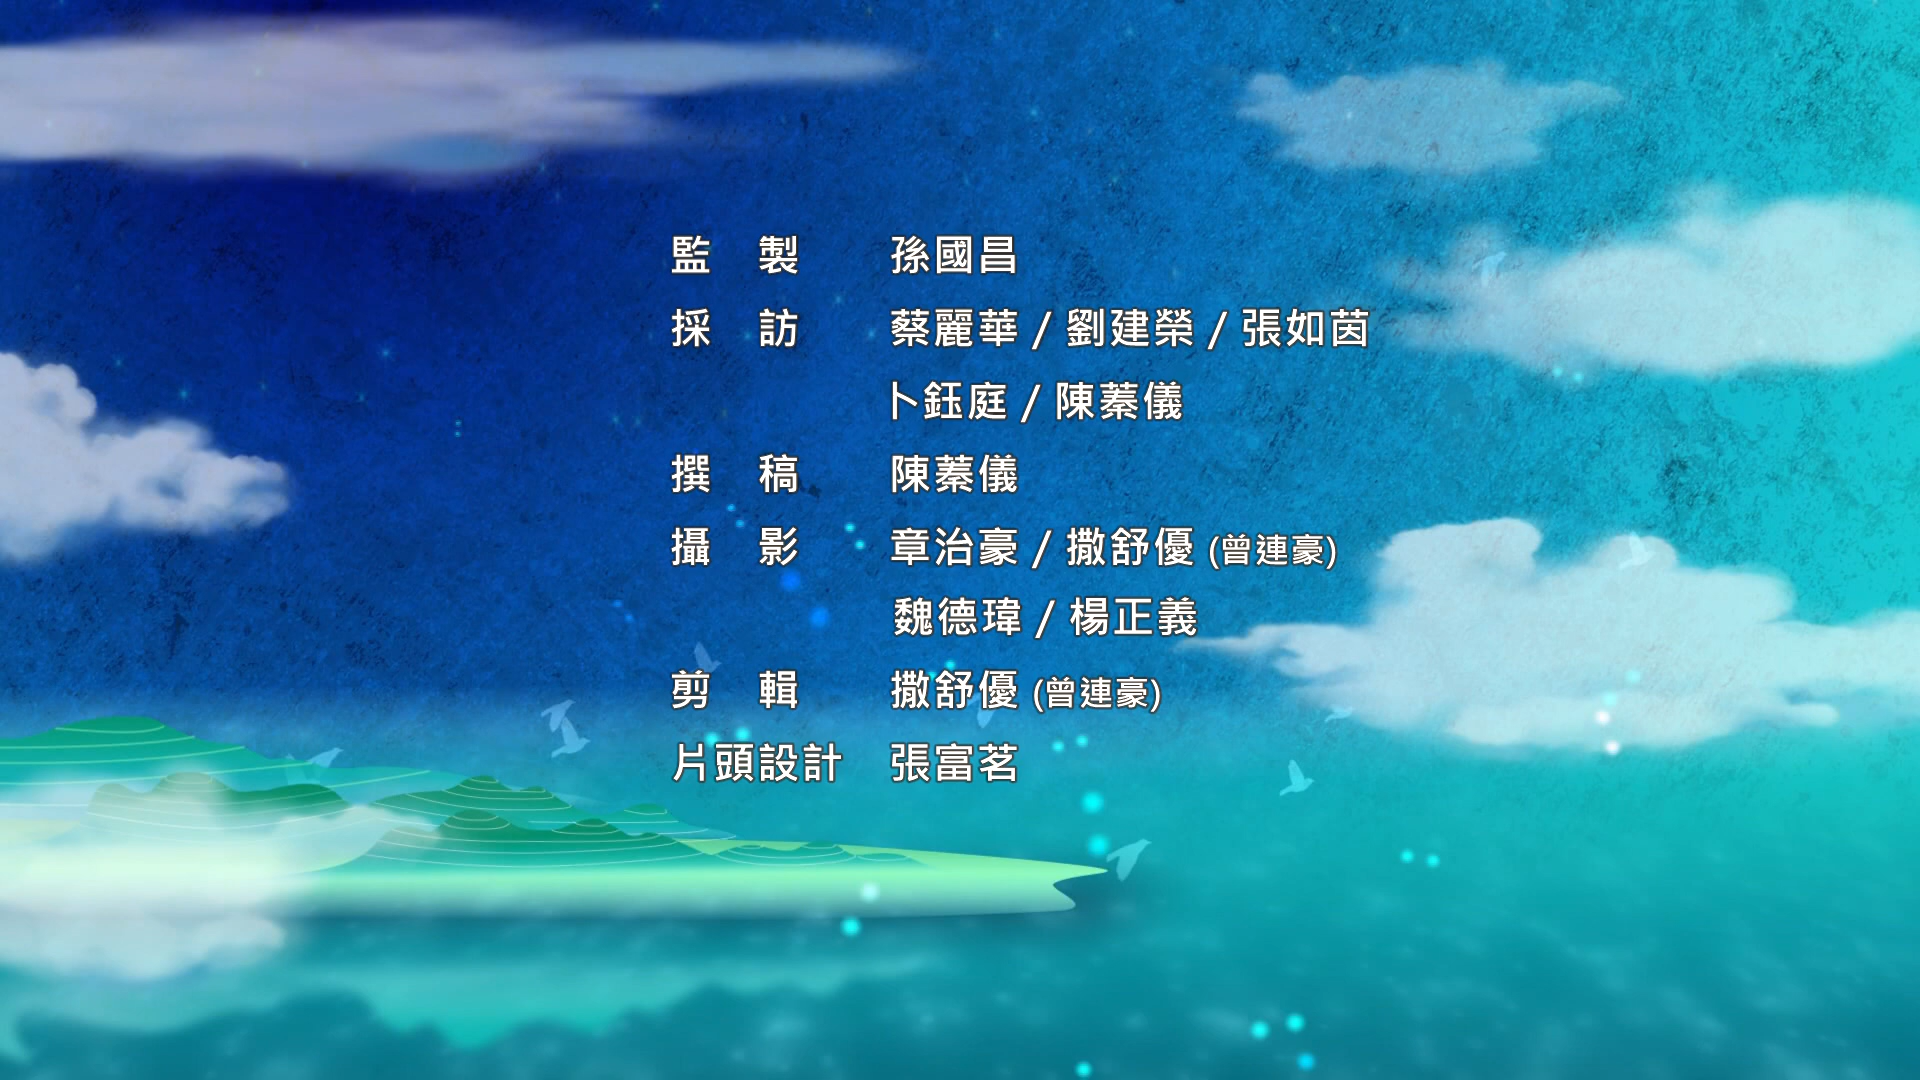 監　製　孫國昌
採　訪　蔡麗華 / 劉建榮 / 張如茵
卜鈺庭 / 陳蓁儀
撰　稿　陳蓁儀
攝　影　章治豪 / 撒舒優 (曾連豪)
魏德瑋 / 楊正義
剪　輯　撒舒優 (曾連豪)
片頭設計　張富茗